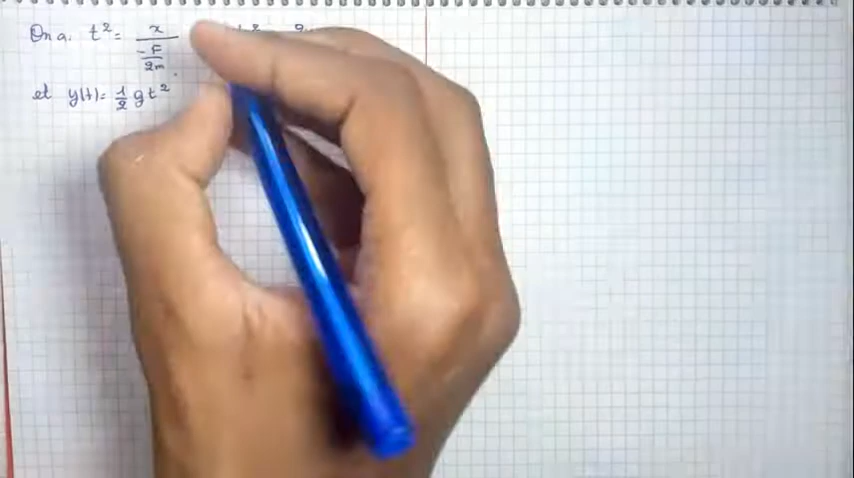 On a. t² = x / (-F / 2m)
et y(t) = 1/2 g t²